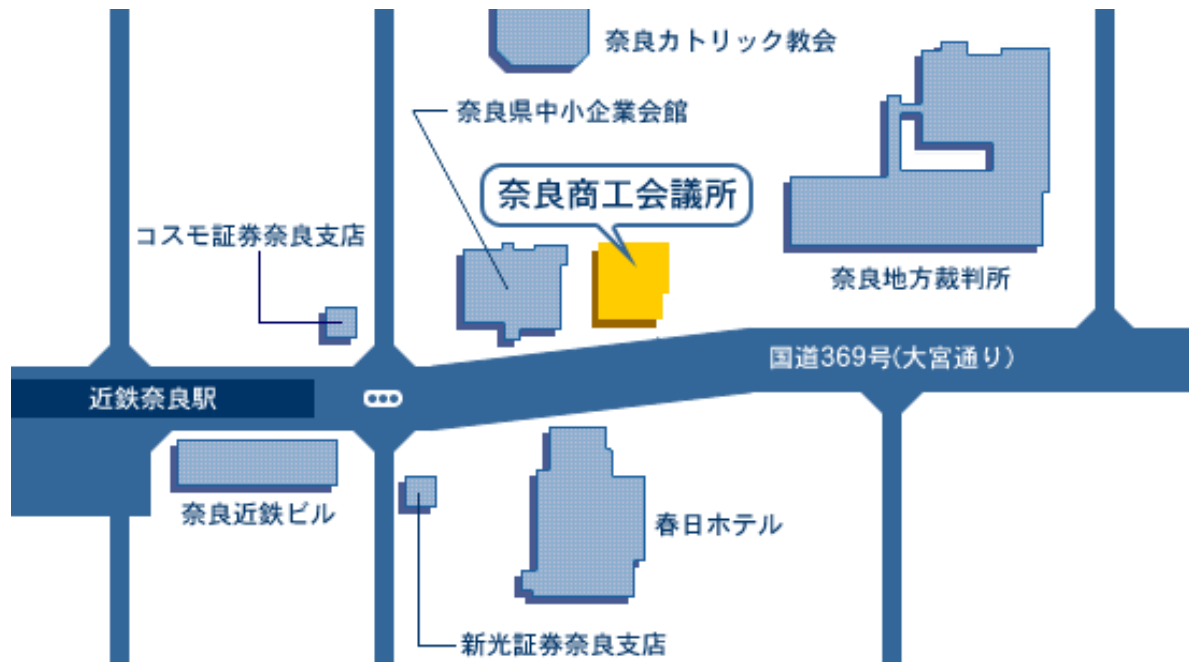 奈良カトリック教会
奈良県中小企業会館
奈良商工会議所
コスモ証券奈良支店
奈良地方裁判所
国道369号(大宮通り)
近鉄奈良駅
奈良近鉄ビル
春日ホテル
新光証券奈良支店